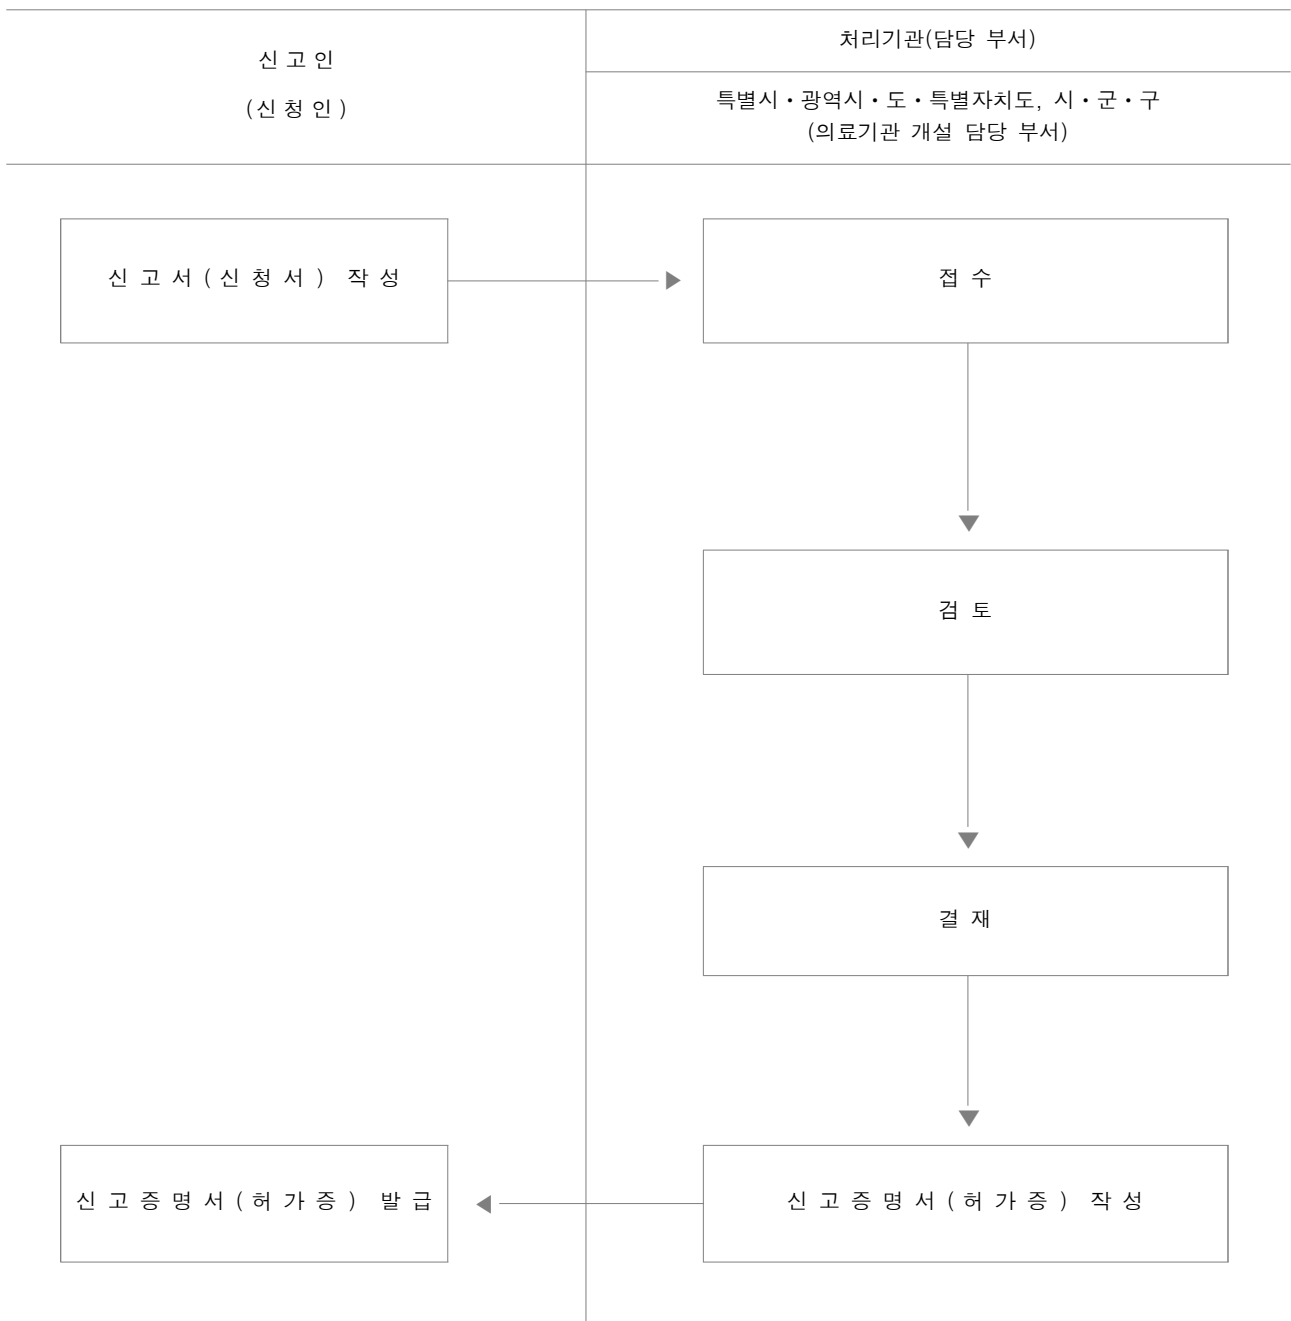 신고인
(신청인)
처리기관(담당 부서)
특별시・광역시・도・특별자치도, 시・군・구
(의료기관 개설 담당 부서)
신고서(신청서) 작성
접수
검토
결재
신고증명서(허가증) 발급
신고증명서(허가증) 작성